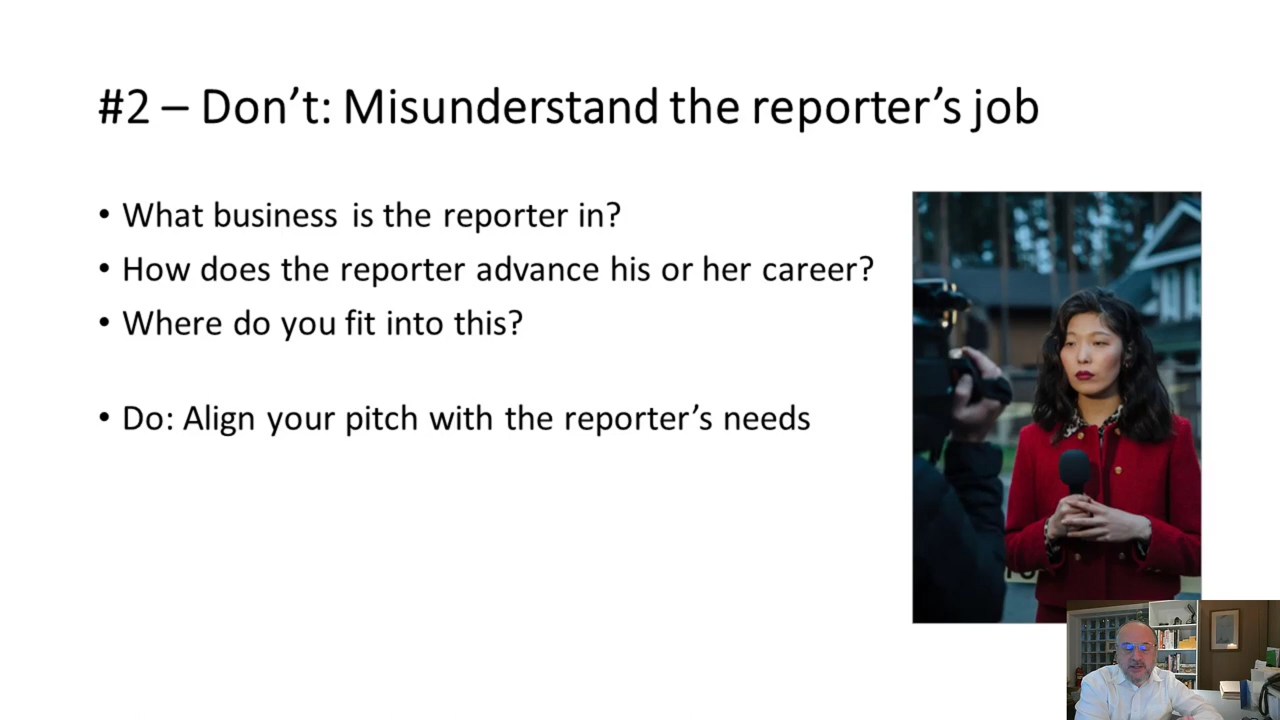 #2 – Don’t: Misunderstand the reporter’s job
• What business is the reporter in?
• How does the reporter advance his or her career?
• Where do you fit into this?
• Do: Align your pitch with the reporter’s needs